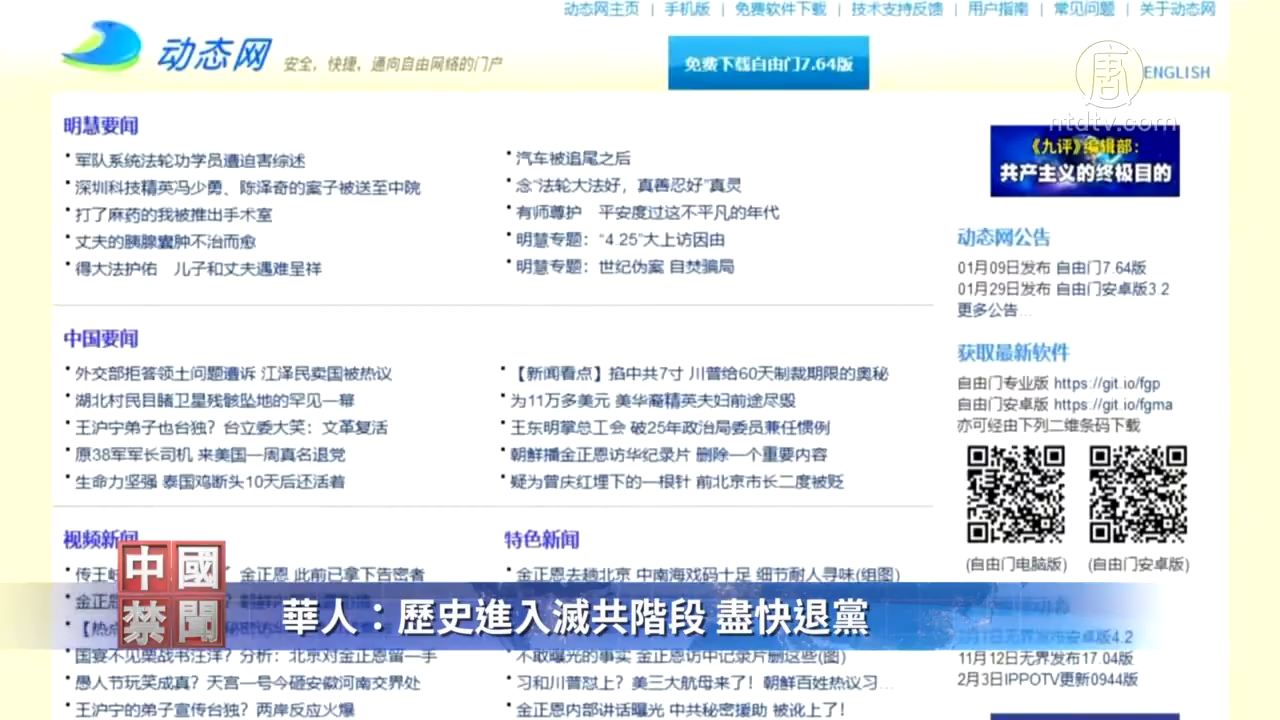 动态网主页 | 手机版 | 免费软件下载 | 技术支持反馈 | 用户指南 | 常见问题 | 关于动态网
动态网 安全,快捷,通向自由网络的门户
免费下载自由门7.64版
ENGLISH
唐
ntdtv.com
明慧要闻
军队系统法轮功学员遭迫害综述
深圳科技精英冯少勇、陈泽奇的案子被送至中院
打了麻药的我被推出手术室
丈夫的胰腺囊肿不治而愈
得大法护佑 儿子和丈夫遇难呈祥
汽车被追尾之后
念“法轮大法好,真善忍好”真灵
有师尊护 平安度过这不平凡的年代
明慧专题:“4.25”大上访因由
明慧专题:世纪伪案 自焚骗局
《九评》编辑部:
共产主义的终极目的
动态网公告
01月09日发布 自由门7.64版
01月29日发布 自由门安卓版3.2
更多公告...
中国要闻
外交部拒答领土问题遭诉 江泽民卖国被热议
湖北村民目睹卫星残骸坠地的罕见一幕
王沪宁弟子也台独?台立委大笑:文革复活
原38军军长司机 来美国一周真名退党
生命力坚强 泰国鸡断头10天后还活着
【新闻看点】掐中共7寸 川普给60天制裁期限的奥秘
为11万多美元 美华裔精英夫妇前途尽毁
王东明掌总工会 破25年政治局委员兼任惯例
朝鲜播金正恩访华纪录片 删除一个重要内容
疑为曾庆红埋下的一根针 前北京市长二度被贬
获取最新软件
自由门专业版 https://git.io/fgp
自由门安卓版 https://git.io/fgma
亦可经由下列二维条码下载
(自由门电脑版) (自由门安卓版)
视频新闻
传王
金正恩 此前已拿下告密者
金正恩
国宴不见栗战书汪洋?分析:北京对金正恩留一手
愚人节玩笑成真?天宫一号今砸安徽河南交界处
王沪宁的弟子宣传台独?两岸反应火爆
特色新闻
金正恩去趟北京 中南海戏码十足 细节耐人寻味(组图)
不敢曝光的事实 金正恩访中记录片删这些(图)
习和川普怼上?美三大航母来了!朝鲜百姓热议习...
金正恩内部讲话曝光 中共秘密援助 被讹上了!
中國禁聞
華人:歷史進入滅共階段 盡快退黨
无界发布安卓版4.2
11月12日无界发布17.04版
2月3日IPPOTV更新0944版